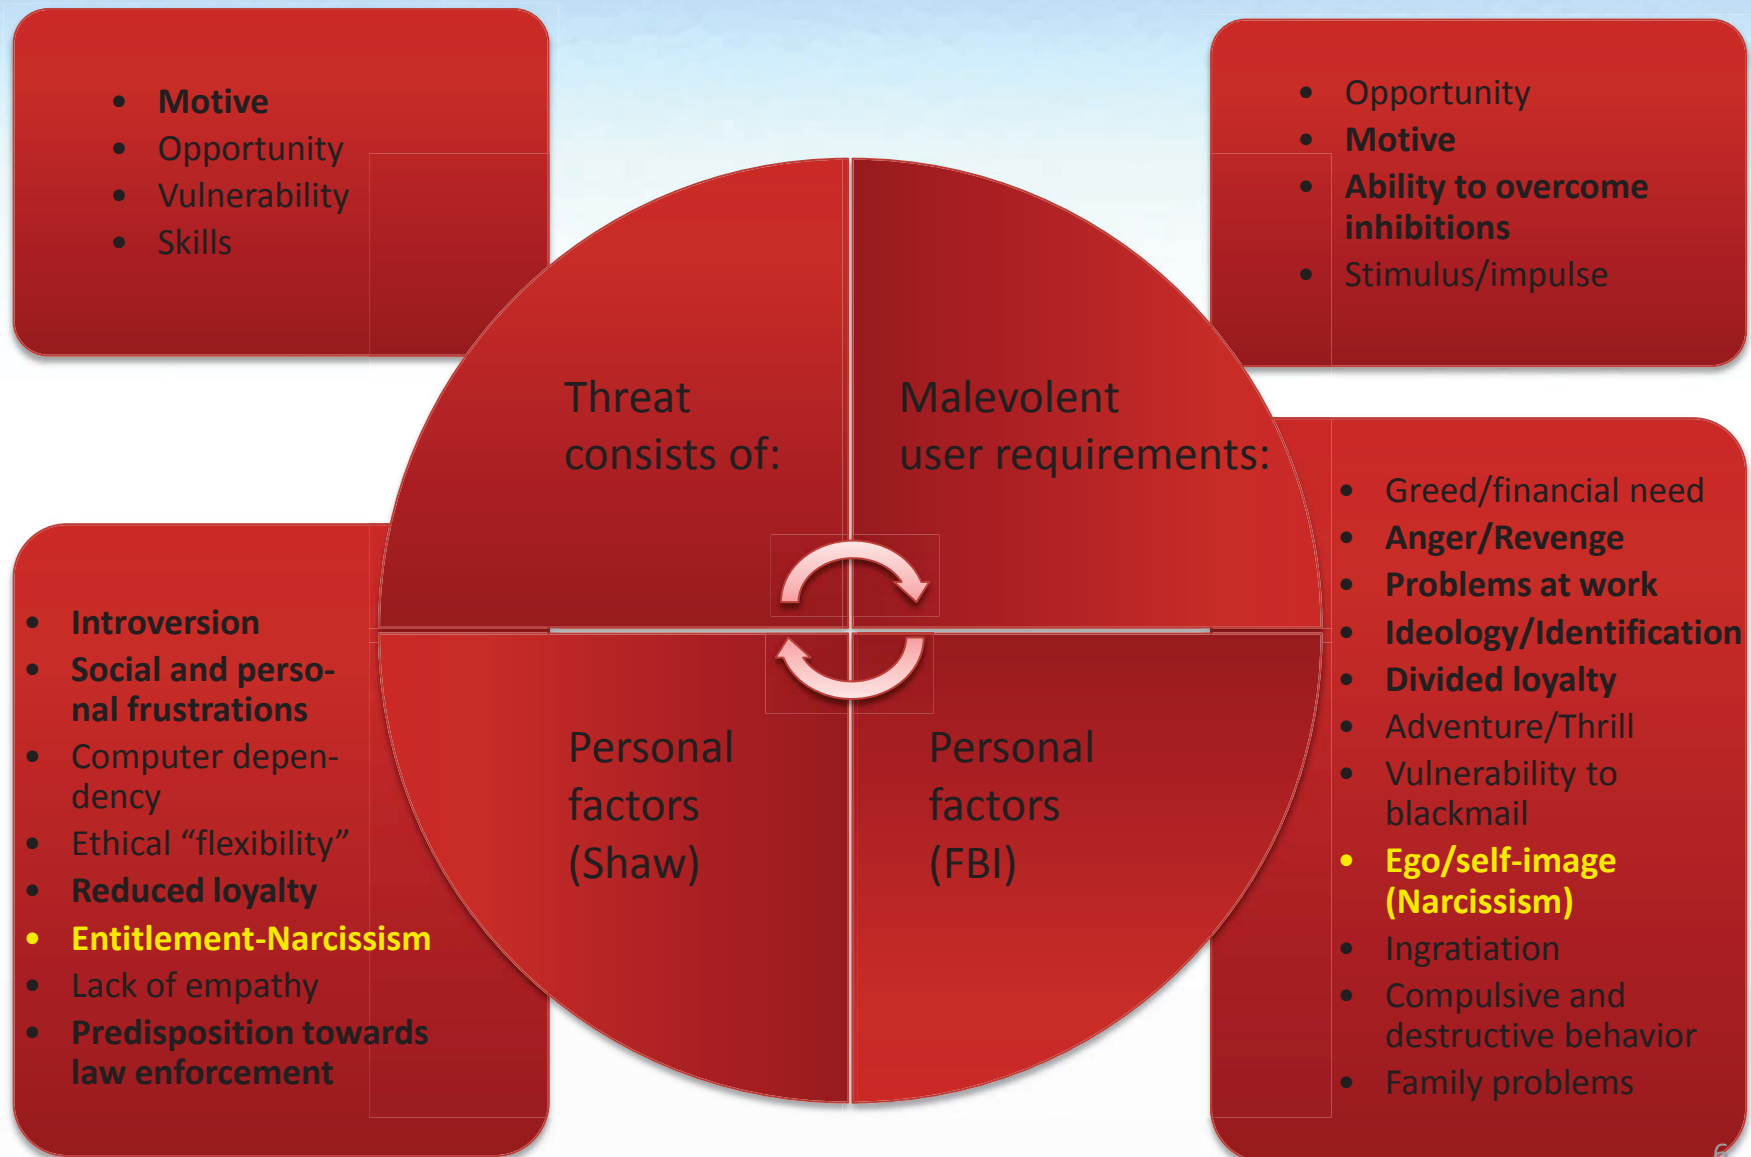 • Motive
• Opportunity
• Vulnerability
• Skills
• Opportunity
• Motive
• Ability to overcome
inhibitions
• Stimulus/impulse
Threat
consists of:
Malevolent
user requirements:
• Introversion
• Social and perso-
nal frustrations
• Computer depen-
dency
• Ethical “flexibility”
• Reduced loyalty
• Entitlement-Narcissism
• Lack of empathy
• Predisposition towards
law enforcement
Personal
factors
(Shaw)
Personal
factors
(FBI)
• Greed/financial need
• Anger/Revenge
• Problems at work
• Ideology/Identification
• Divided loyalty
• Adventure/Thrill
• Vulnerability to
blackmail
• Ego/self-image
(Narcissism)
• Ingratiation
• Compulsive and
destructive behavior
• Family problems
6